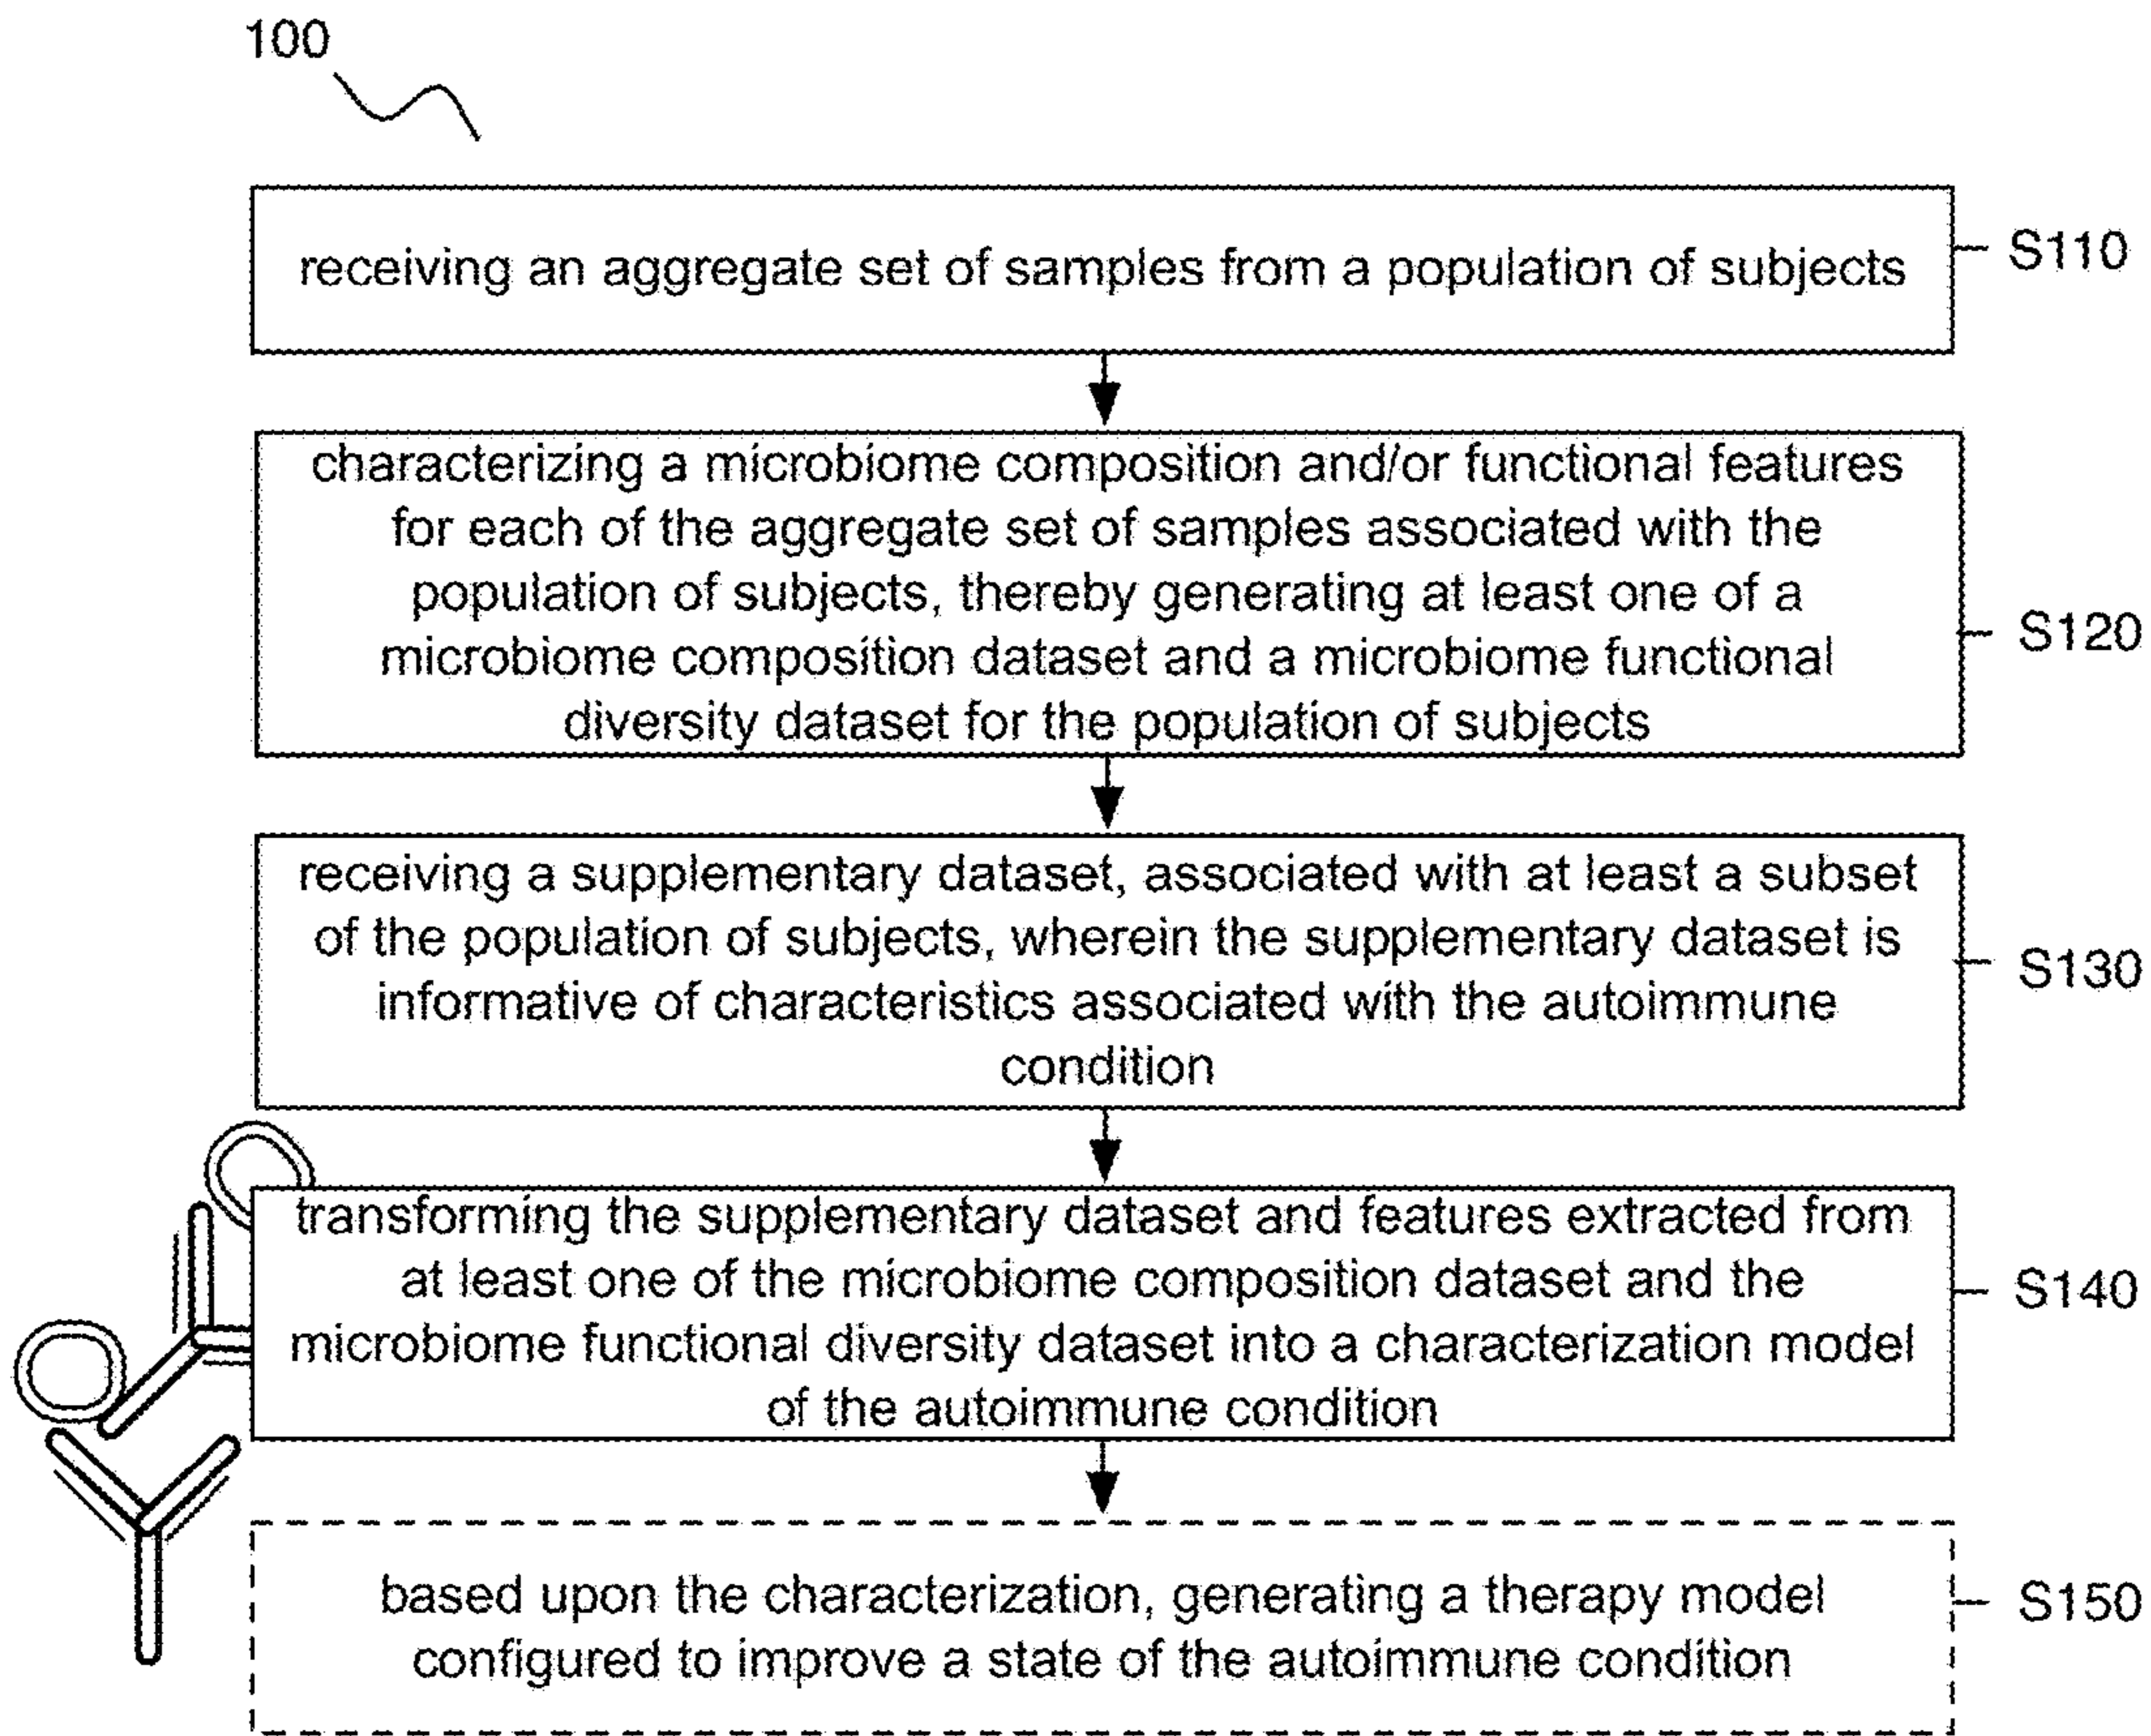 100
receiving an aggregate set of samples from a population of subjects
S110
characterizing a microbiome composition and/or functional features
for each of the aggregate set of samples associated with the
population of subjects, thereby generating at least one of a
microbiome composition dataset and a microbiome functional
diversity dataset for the population of subjects
S120
receiving a supplementary dataset, associated with at least a subset
of the population of subjects, wherein the supplementary dataset is
informative of characteristics associated with the autoimmune
condition
S130
transforming the supplementary dataset and features extracted from
at least one of the microbiome composition dataset and the
microbiome functional diversity dataset into a characterization model
of the autoimmune condition
S140
based upon the characterization, generating a therapy model
configured to improve a state of the autoimmune condition
S150